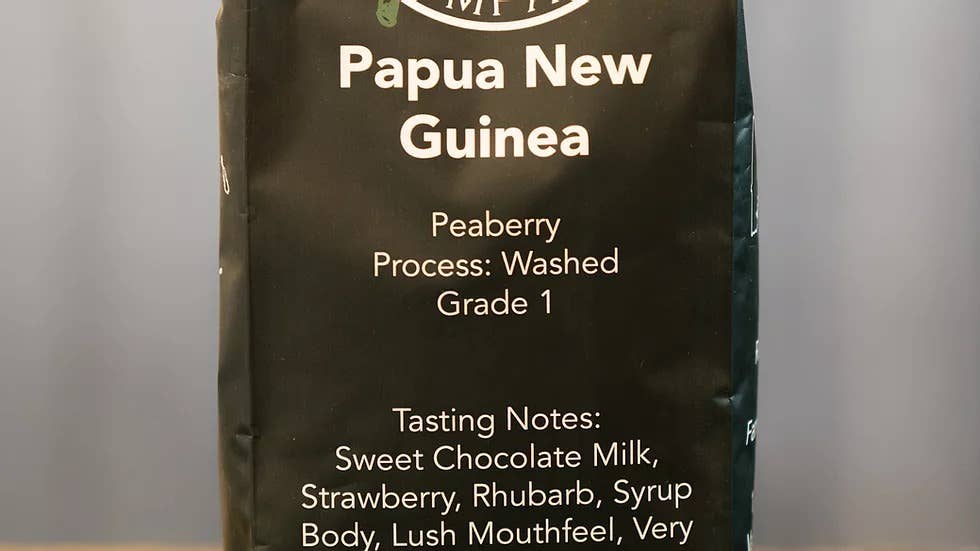 Papua New
Guinea
Peaberry
Process: Washed
Grade 1
Tasting Notes:
Sweet Chocolate Milk,
Strawberry, Rhubarb, Syrup
Body, Lush Mouthfeel, Very